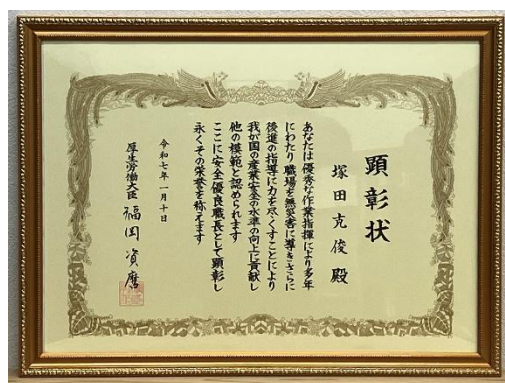 顕彰状
塚田克俊 殿
あなたは優秀な作業指揮により多年
にわたり職場を無災害に導きさらに
後進の指導に力を尽くすことにより
我が国の産業安全の水準の向上に貢献し
他の模範と認められます
ここに安全優良職長として顕彰し
永くその栄誉を称えます
令和七年一月十日
厚生労働大臣 福岡資麿